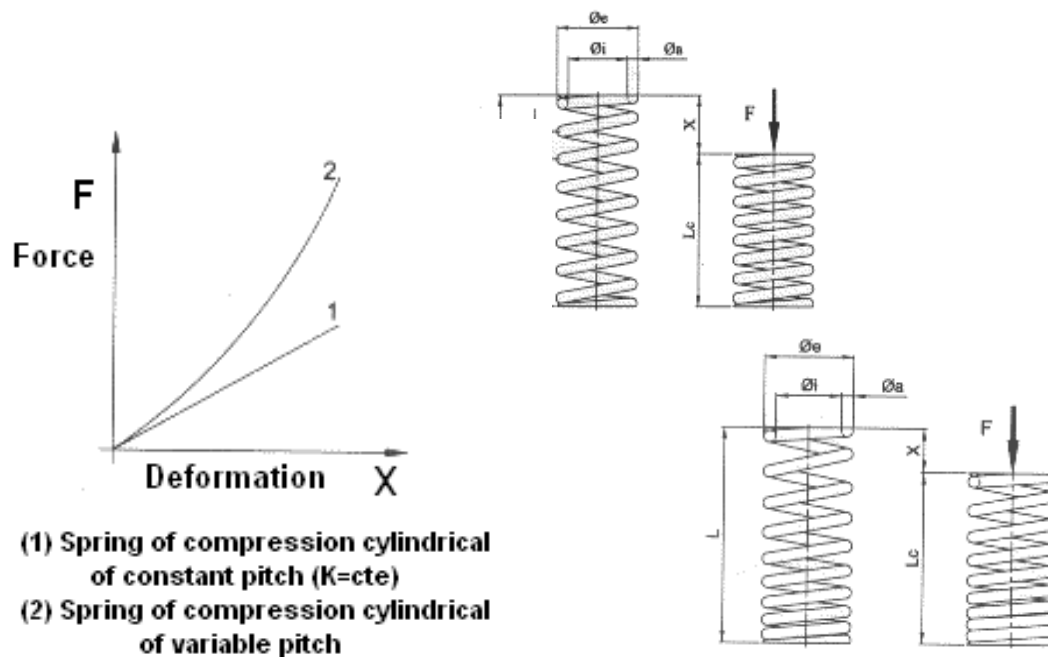 F
Force
2
1
Deformation X
(1) Spring of compression cylindrical
of constant pitch (K=cte)
(2) Spring of compression cylindrical
of variable pitch
Øe
Øi Øa
X
F
Lc
Øe
Øi Øa
L
X
F
Lc